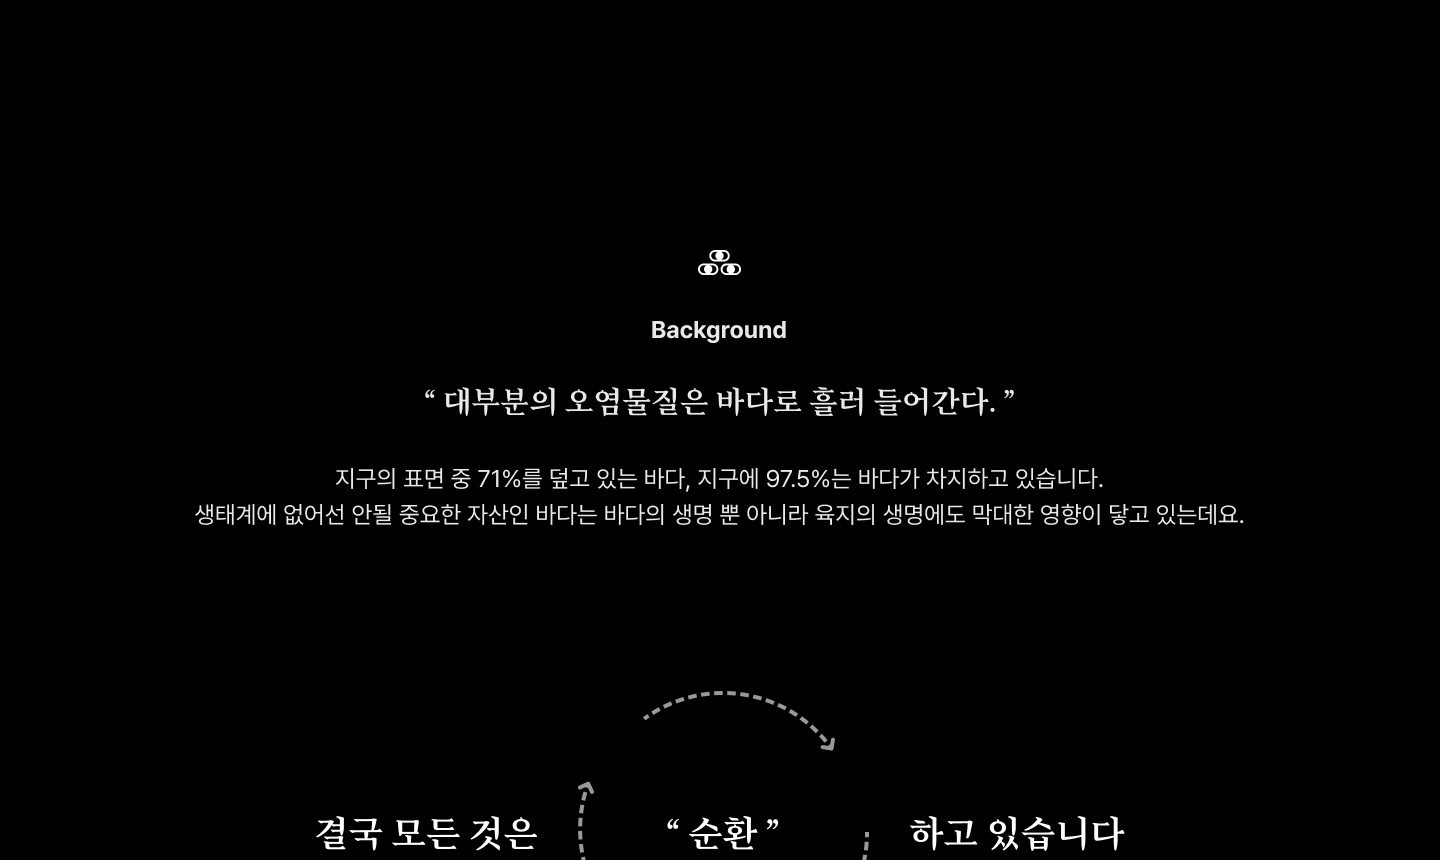 Background
“ 대부분의 오염물질은 바다로 흘러 들어간다. ”
지구의 표면 중 71%를 덮고 있는 바다, 지구에 97.5%는 바다가 차지하고 있습니다.
생태계에 없어선 안될 중요한 자산인 바다는 바다의 생명 뿐 아니라 육지의 생명에도 막대한 영향이 닿고 있는데요.
결국 모든 것은 “ 순환 ” 하고 있습니다